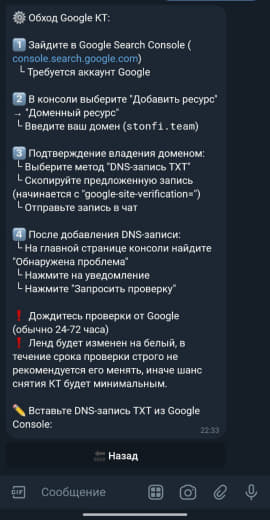 ⚙️ Обход Google КТ:
1️⃣ Зайдите в Google Search Console (
console.search.google.com)
└ Требуется аккаунт Google
2️⃣ В консоли выберите "Добавить ресурс"
→ "Доменный ресурс"
└ Введите ваш домен (stonfi.team)
3️⃣ Подтверждение владения доменом:
└ Выберите метод "DNS-запись TXT"
└ Скопируйте предложенную запись
(начинается с "google-site-verification=")
└ Отправьте запись в чат
4️⃣ После добавления DNS-записи:
└ На главной странице консоли найдите
"Обнаружена проблема"
└ Нажмите на уведомление
└ Нажмите "Запросить проверку"
❗ Дождитесь проверки от Google
(обычно 24-72 часа)
❗ Ленд будет изменен на белый, в
течение срока проверки строго не
рекомендуется его менять, иначе шанс
снятия КТ будет минимальным.
✏️ Вставьте DNS-запись TXT из Google
Console:
22:33
Назад
GIF Сообщение